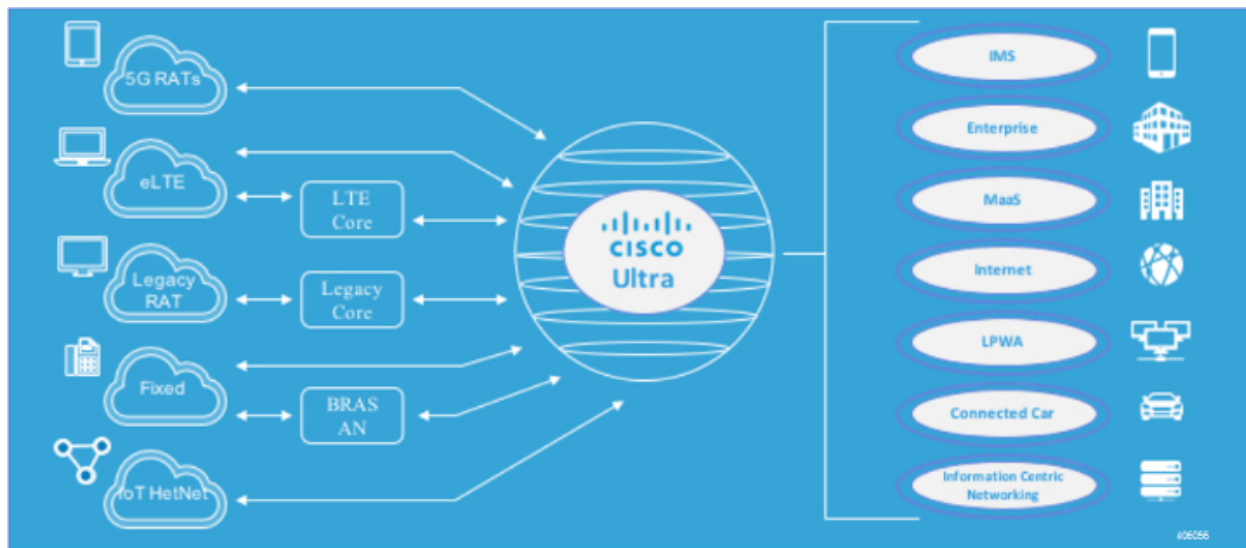 5G RATs
eLTE
LTE
Core
Legacy
RAT
Legacy
Core
Fixed
BRAS
AN
IoT HetNet
CISCO
Ultra
IMS
Enterprise
MaaS
Internet
LPWA
Connected Car
Information Centric
Networking
406056